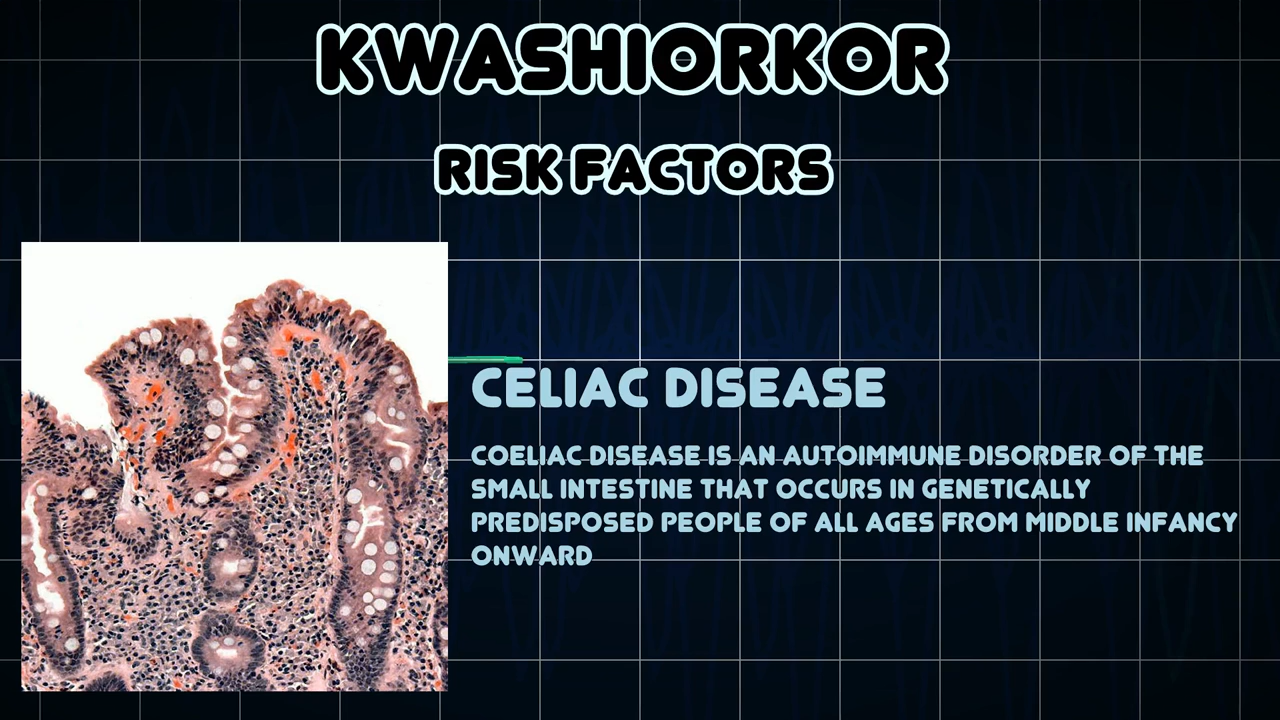 KWASHIORKOR
RISK FACTORS
CELIAC DISEASE
COELIAC DISEASE IS AN AUTOIMMUNE DISORDER OF THE
SMALL INTESTINE THAT OCCURS IN GENETICALLY
PREDISPOSED PEOPLE OF ALL AGES FROM MIDDLE INFANCY
ONWARD